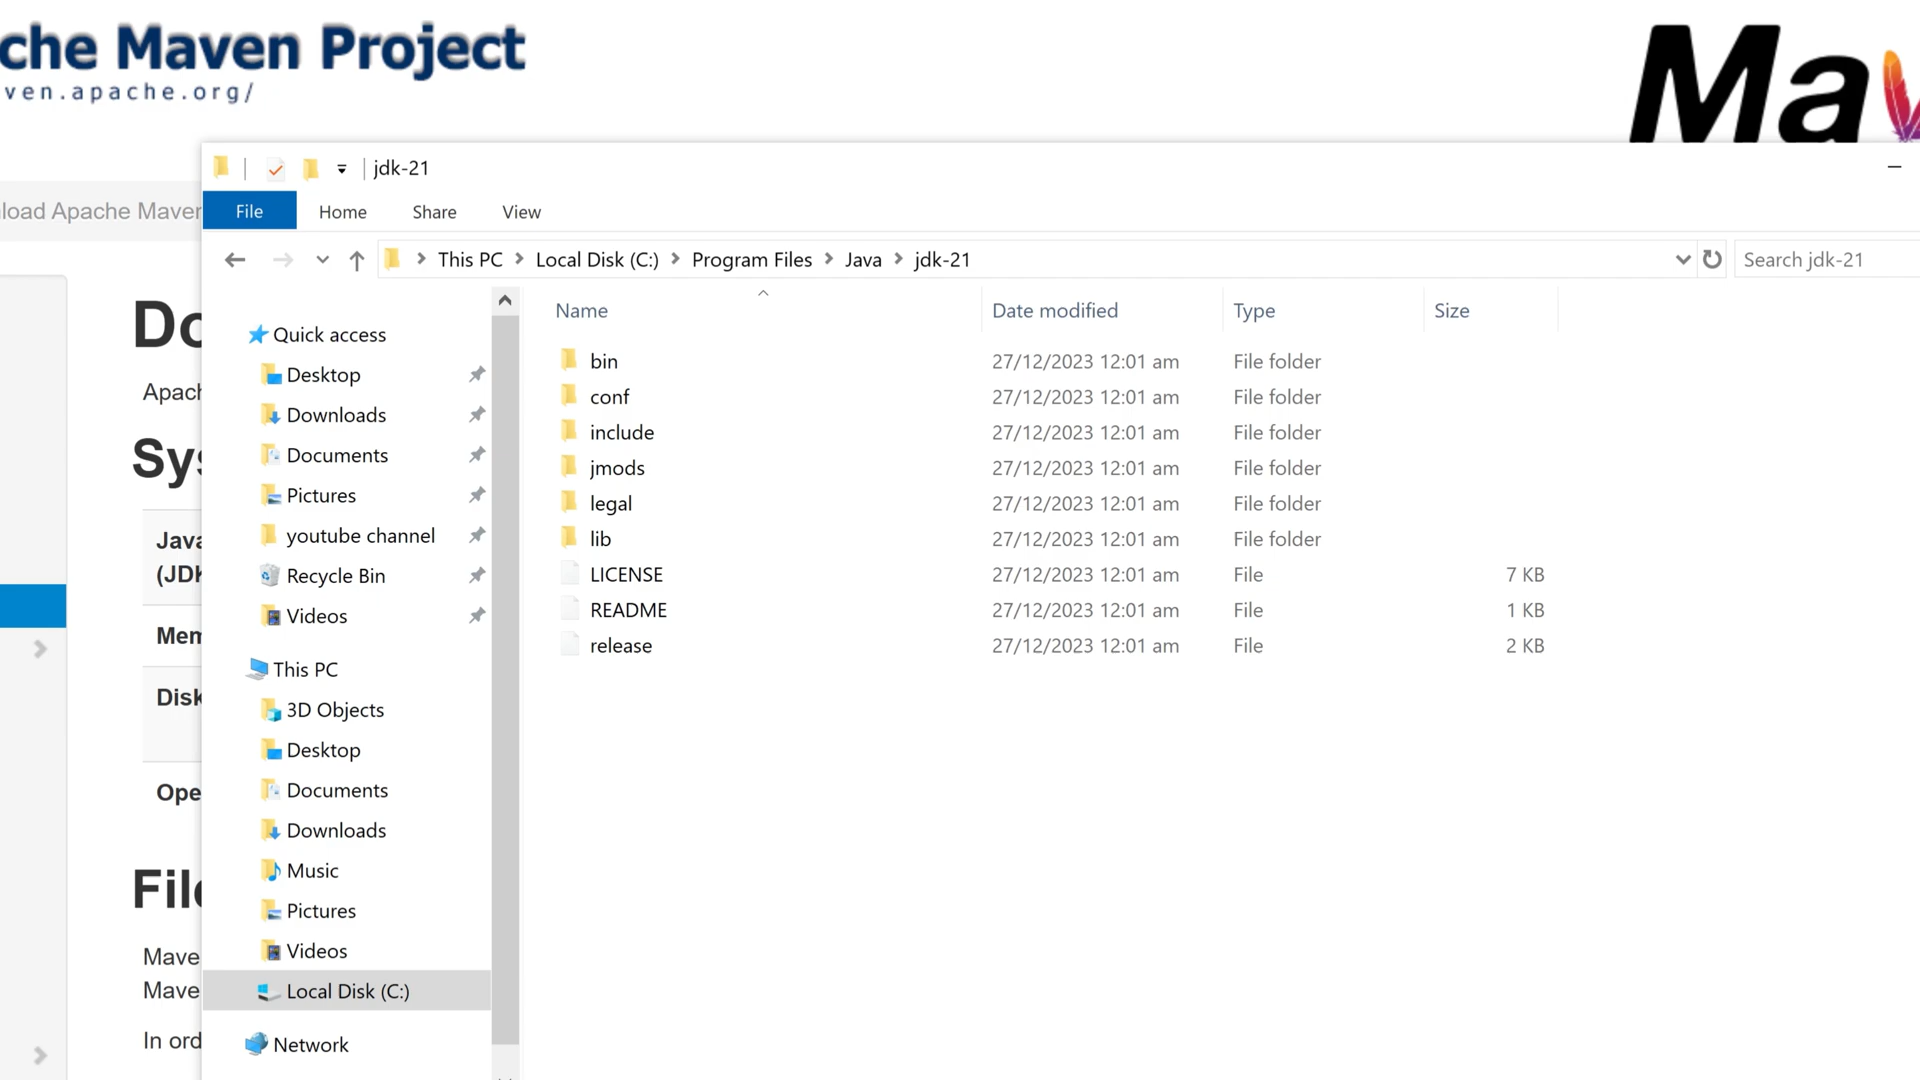 che Maven Project
ven.apache.org/
Ma
jdk-21
load Apache Maven
File Home Share View
This PC > Local Disk (C:) > Program Files > Java > jdk-21
Search jdk-21
Name Date modified Type Size
Do
Apach
Sys
Java
(JDK
Mem
Disk
Ope
File
Mave
Mave
In ord
Quick access
Desktop
Downloads
Documents
Pictures
youtube channel
Recycle Bin
Videos
This PC
3D Objects
Desktop
Documents
Downloads
Music
Pictures
Videos
Local Disk (C:)
Network
bin 27/12/2023 12:01 am File folder
conf 27/12/2023 12:01 am File folder
include 27/12/2023 12:01 am File folder
jmods 27/12/2023 12:01 am File folder
legal 27/12/2023 12:01 am File folder
lib 27/12/2023 12:01 am File folder
LICENSE 27/12/2023 12:01 am File 7 KB
README 27/12/2023 12:01 am File 1 KB
release 27/12/2023 12:01 am File 2 KB